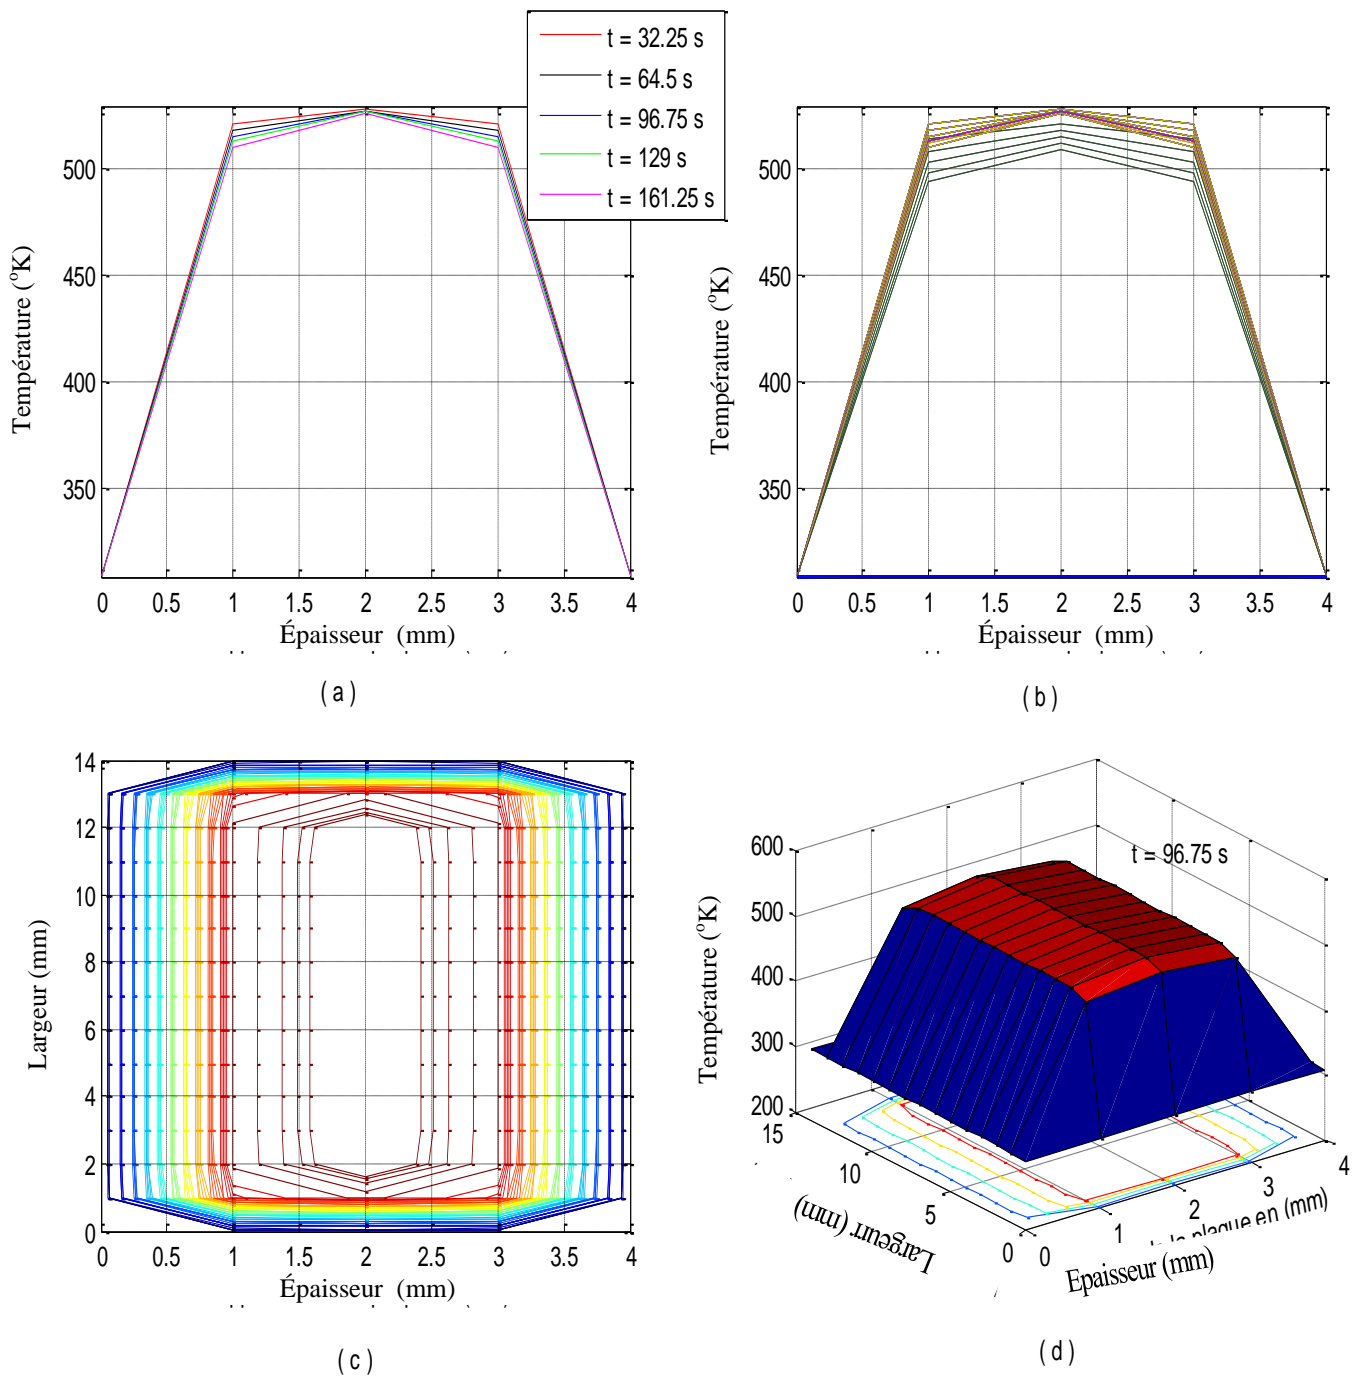 t = 32.25 s
t = 64.5 s
t = 96.75 s
t = 129 s
t = 161.25 s
500
450
400
350
0 0.5 1 1.5 2 2.5 3 3.5 4
Température (°K)
Épaisseur (mm)
(a)
500
450
400
350
0 0.5 1 1.5 2 2.5 3 3.5 4
Température (°K)
Épaisseur (mm)
(b)
14
12
10
8
6
4
2
0
0 0.5 1 1.5 2 2.5 3 3.5 4
Largeur (mm)
Épaisseur (mm)
(c)
t = 96.75 s
600
500
400
300
200
15
10
5
0
0
1
2
3
4
Température (°K)
Largeur (mm)
plaque en (mm)
Epaisseur (mm)
(d)